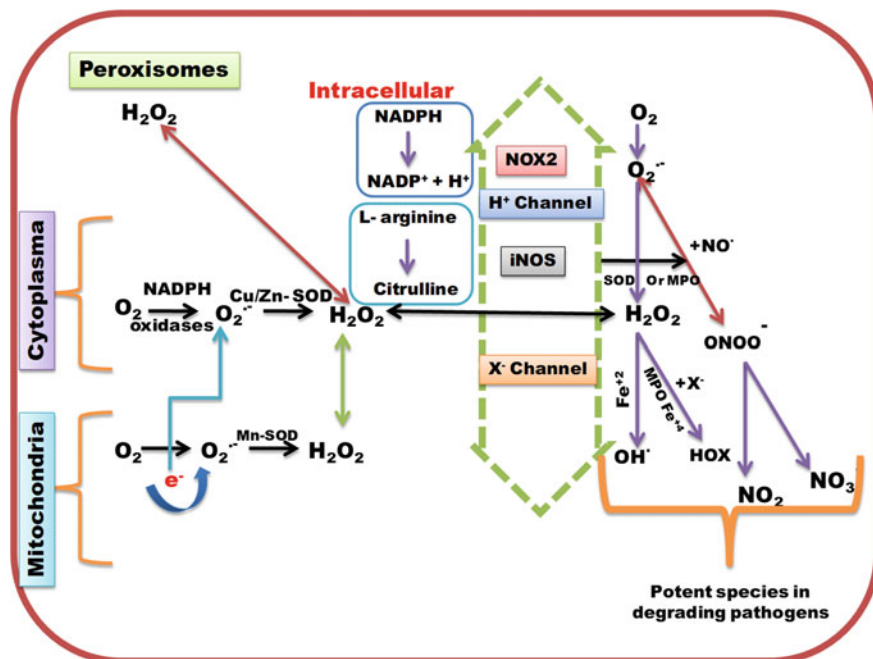 Peroxisomes
H₂O₂
Intracellular
NADPH
NADP⁺ + H⁺
L- arginine
Citrulline
NOX2
H⁺ Channel
iNOS
X⁻ Channel
O₂
O₂·⁻
+NO·
SOD Or MPO
H₂O₂
ONOO⁻
Fe⁺²
MPO Fe⁺⁴
+X⁻
OH·
HOX
NO₂
NO₃
Cytoplasma
O₂
NADPH
oxidases
O₂·⁻
Cu/Zn- SOD
H₂O₂
Mitochondria
O₂
e⁻
O₂·⁻
Mn-SOD
H₂O₂
Potent species in
degrading pathogens